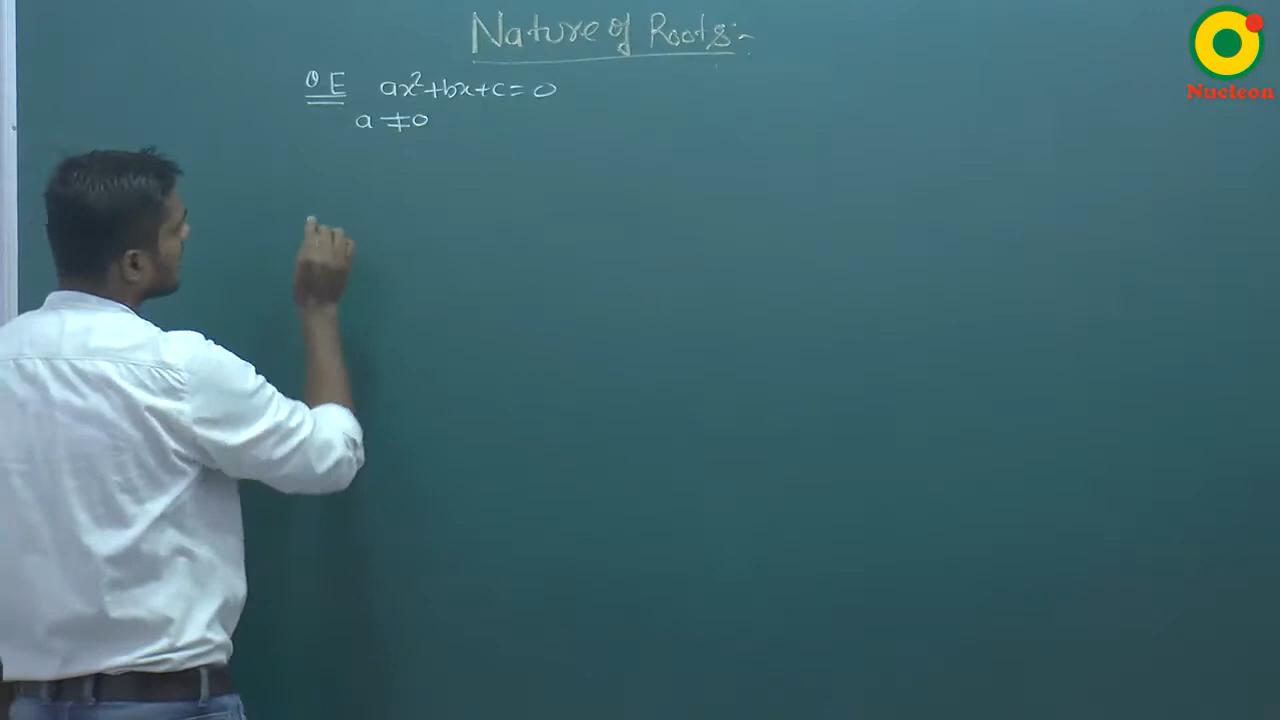 Nature of Roots:-
Q E ax²+bx+c=0
a ≠0
Nucleon